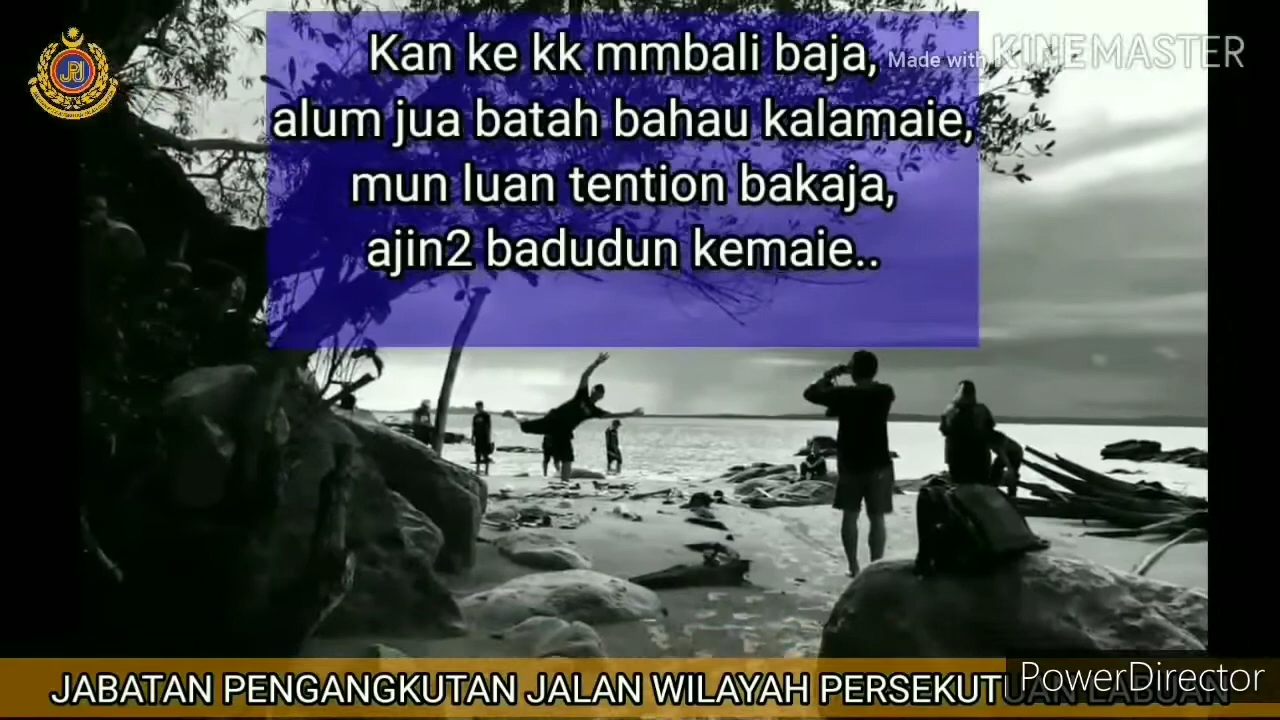 Kan ke kk mmbali baja,
Made with KINEMASTER
alum jua batah bahau kalamaie,
mun luan tention bakaja,
ajin2 badudun kemaie..
JPJ
JABATAN PENGANGKUTAN JALAN WILAYAH PERSEKUTUAN LABUAN
PowerDirector